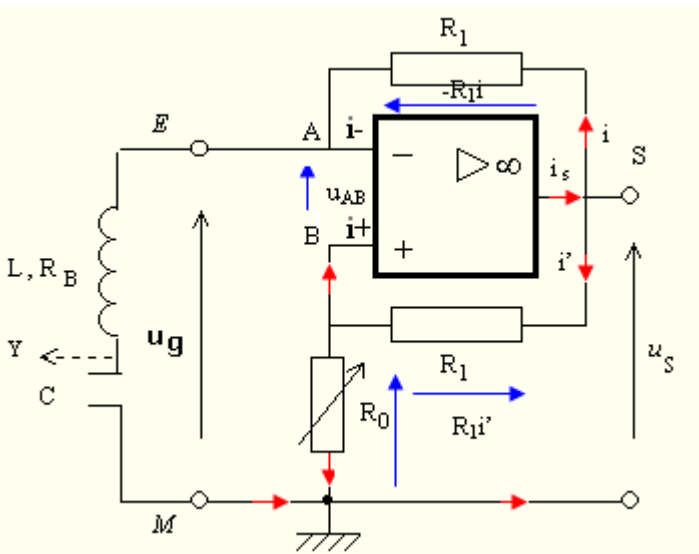 R1
-R1i
E
A
i-
−
▷ ∞
i
S
is
uAB
B
i+
+
i'
L, RB
ug
Y
C
R0
R1
R1i'
uS
M